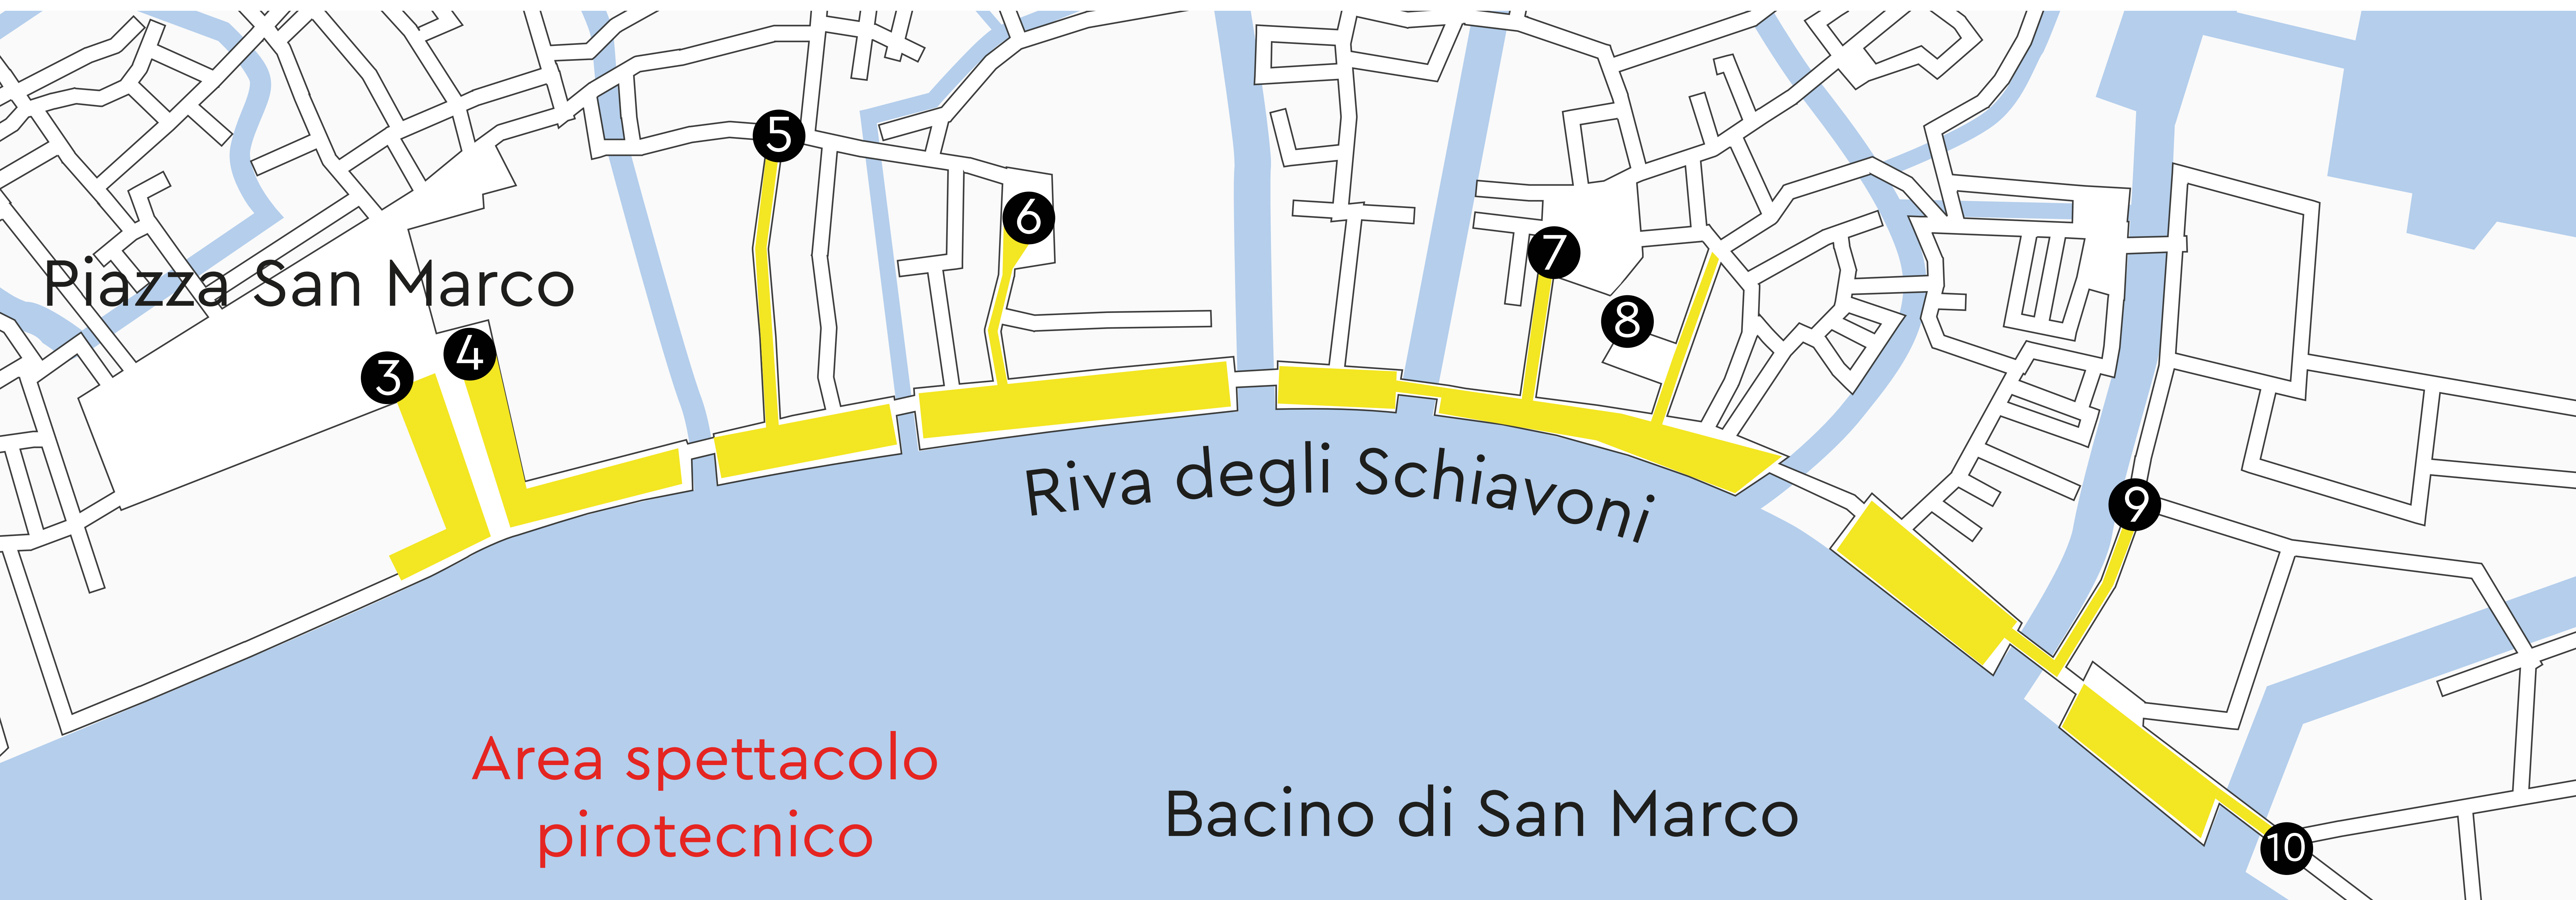 5
6
7
Piazza San Marco
8
4
3
Riva degli Schiavoni
9
Area spettacolo
pirotecnico
Bacino di San Marco
10